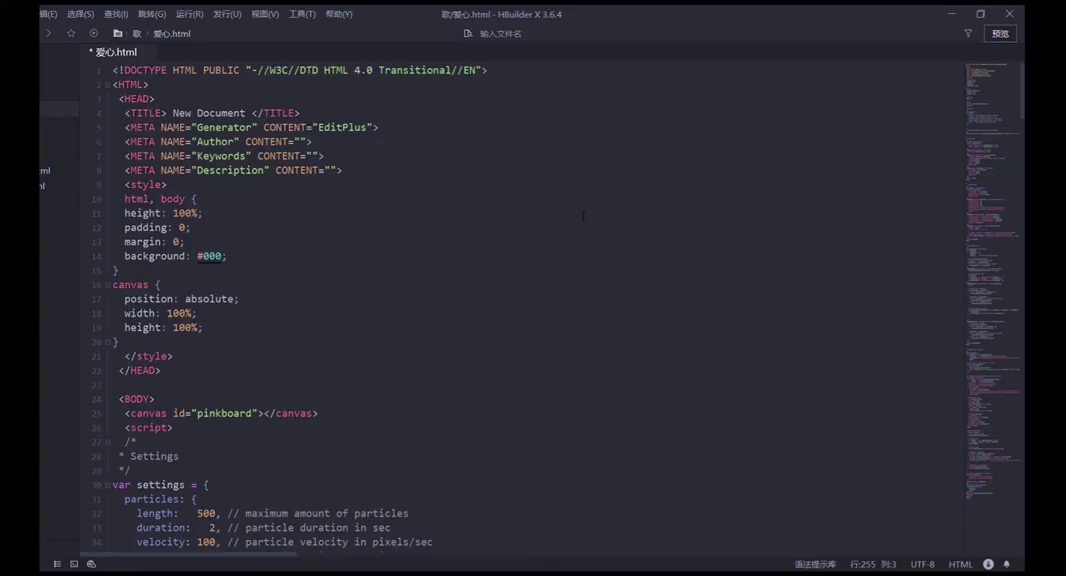 辑(E) 选择(S) 查找(I) 跳转(G) 运行(R) 发行(U) 视图(V) 工具(T) 帮助(Y)
歌/爱心.html - HBuilder X 3.6.4
歌 爱心.html
输入文件名
预览
* 爱心.html
1 <!DOCTYPE HTML PUBLIC "-//W3C//DTD HTML 4.0 Transitional//EN">
2 <HTML>
3 <HEAD>
4 <TITLE> New Document </TITLE>
5 <META NAME="Generator" CONTENT="EditPlus">
6 <META NAME="Author" CONTENT="">
7 <META NAME="Keywords" CONTENT="">
8 <META NAME="Description" CONTENT="">
9 <style>
10 html, body {
11 height: 100%;
12 padding: 0;
13 margin: 0;
14 background: #000;
15 }
16 canvas {
17 position: absolute;
18 width: 100%;
19 height: 100%;
20 }
21 </style>
22 </HEAD>
23
24 <BODY>
25 <canvas id="pinkboard"></canvas>
26 <script>
27 /*
28 * Settings
29 */
30 var settings = {
31 particles: {
32 length: 500, // maximum amount of particles
33 duration: 2, // particle duration in sec
34 velocity: 100, // particle velocity in pixels/sec
ml
l
语法提示库 行:255 列:3 UTF-8 HTML